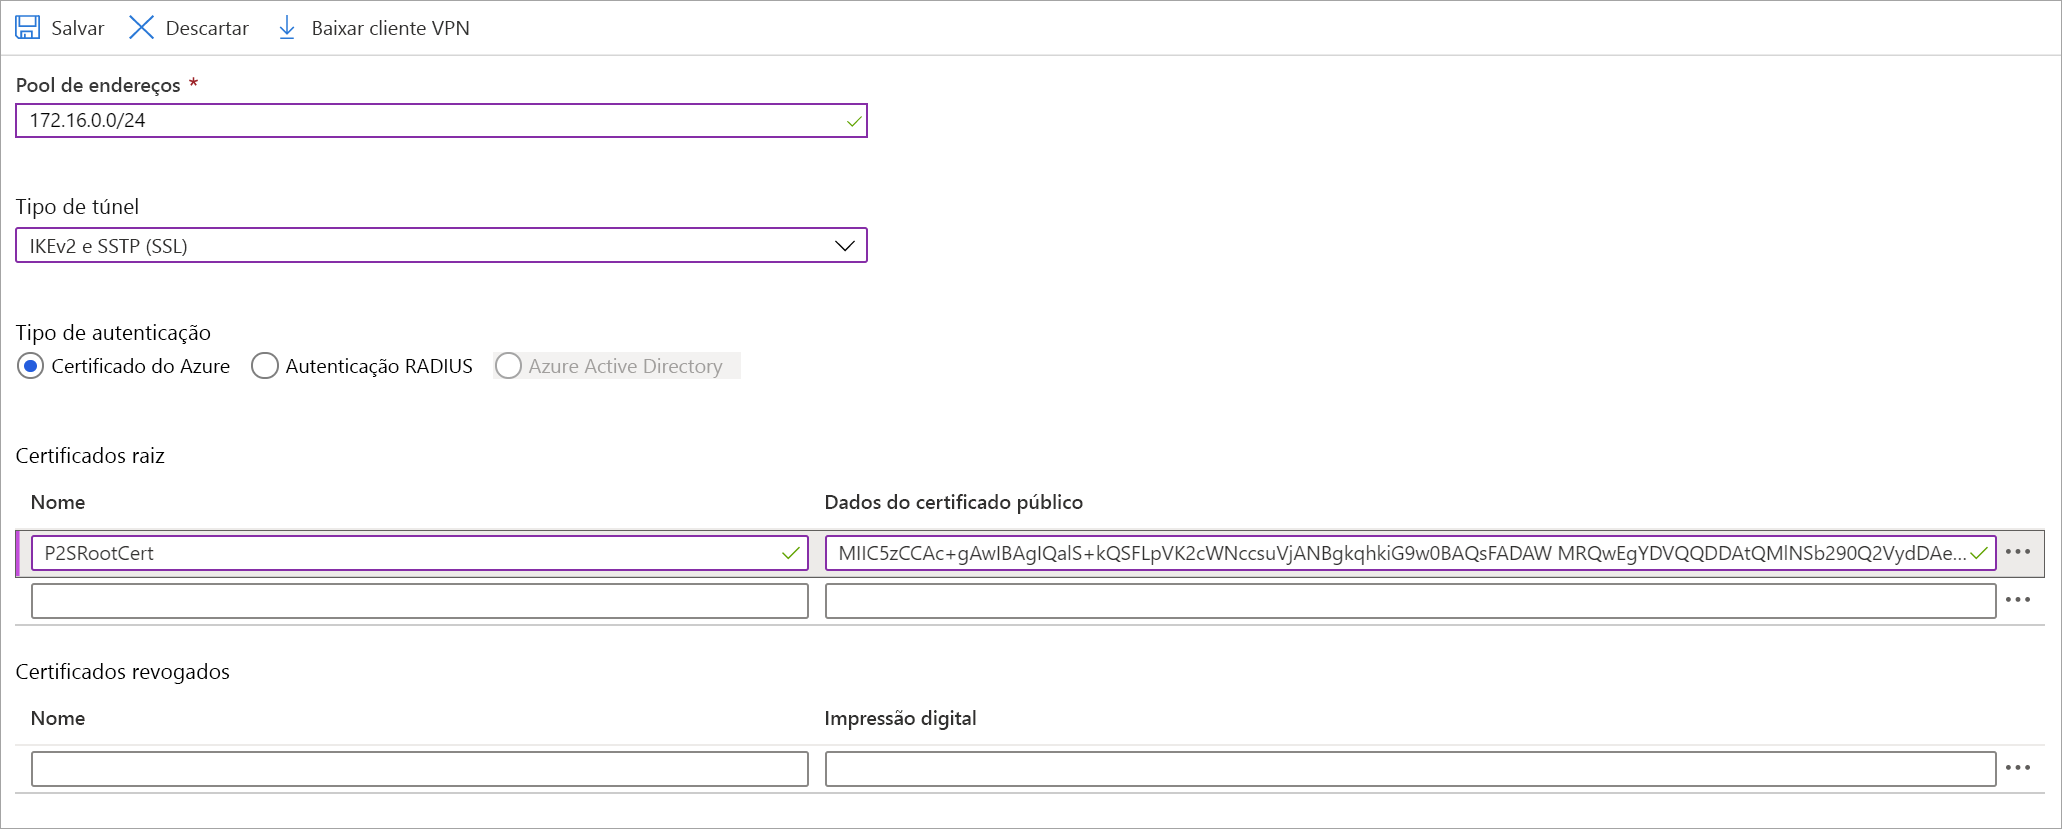 Salvar Descartar Baixar cliente VPN
Pool de endereços *
172.16.0.0/24
Tipo de túnel
IKEv2 e SSTP (SSL)
Tipo de autenticação
Certificado do Azure Autenticação RADIUS Azure Active Directory
Certificados raiz
Nome Dados do certificado público
P2SRootCert MIIC5zCCAc+gAwIBAgIQalS+kQSFLpVK2cWNccsuVjANBgkqhkiG9w0BAQsFADAW MRQwEgYDVQQDDAtQMlNSb290Q2VydDAe...
Certificados revogados
Nome Impressão digital